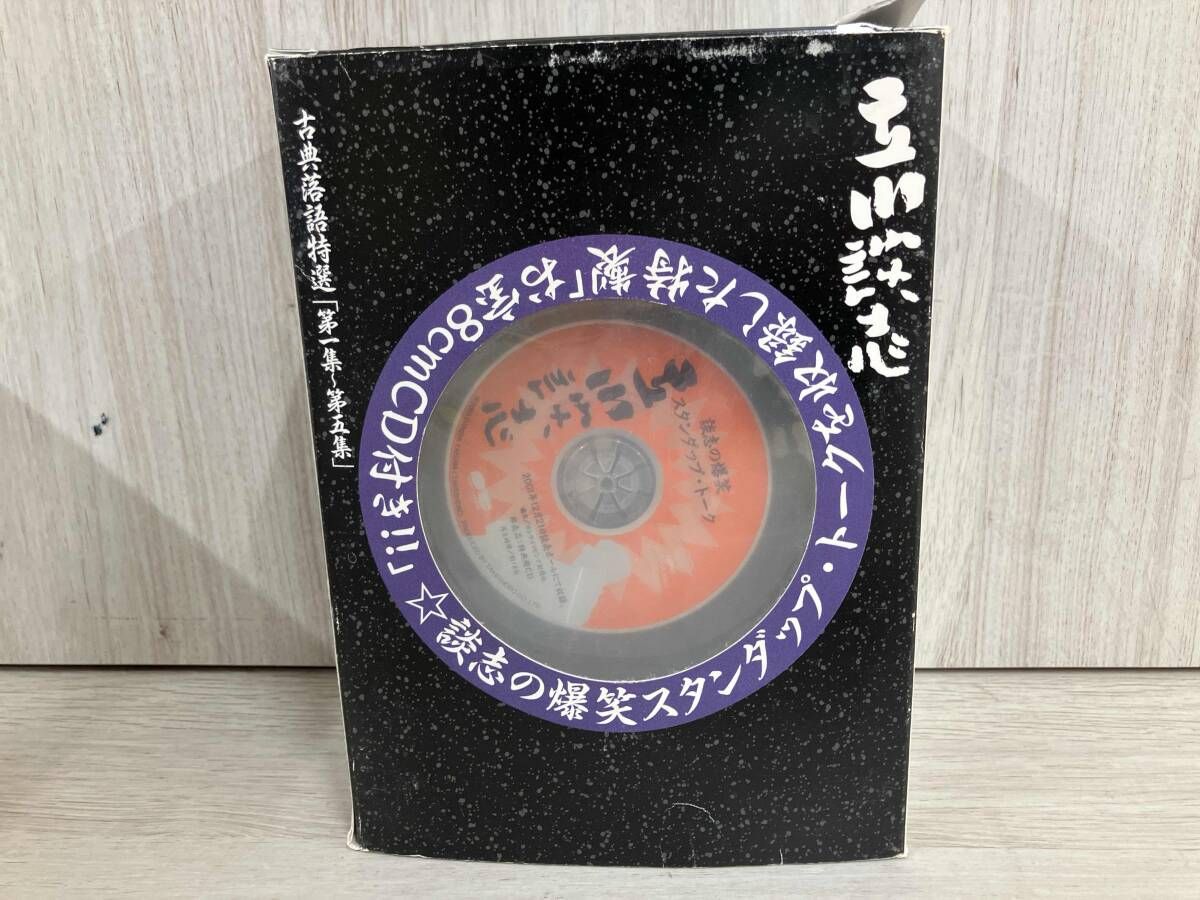 立川談志
古典落語特選「第一集~第五集」
☆談志の爆笑スタンダップ・トークを収録した特製「お宝8cmCD付き!!!」
立川談志
談志の爆笑
スタンダップ・トーク